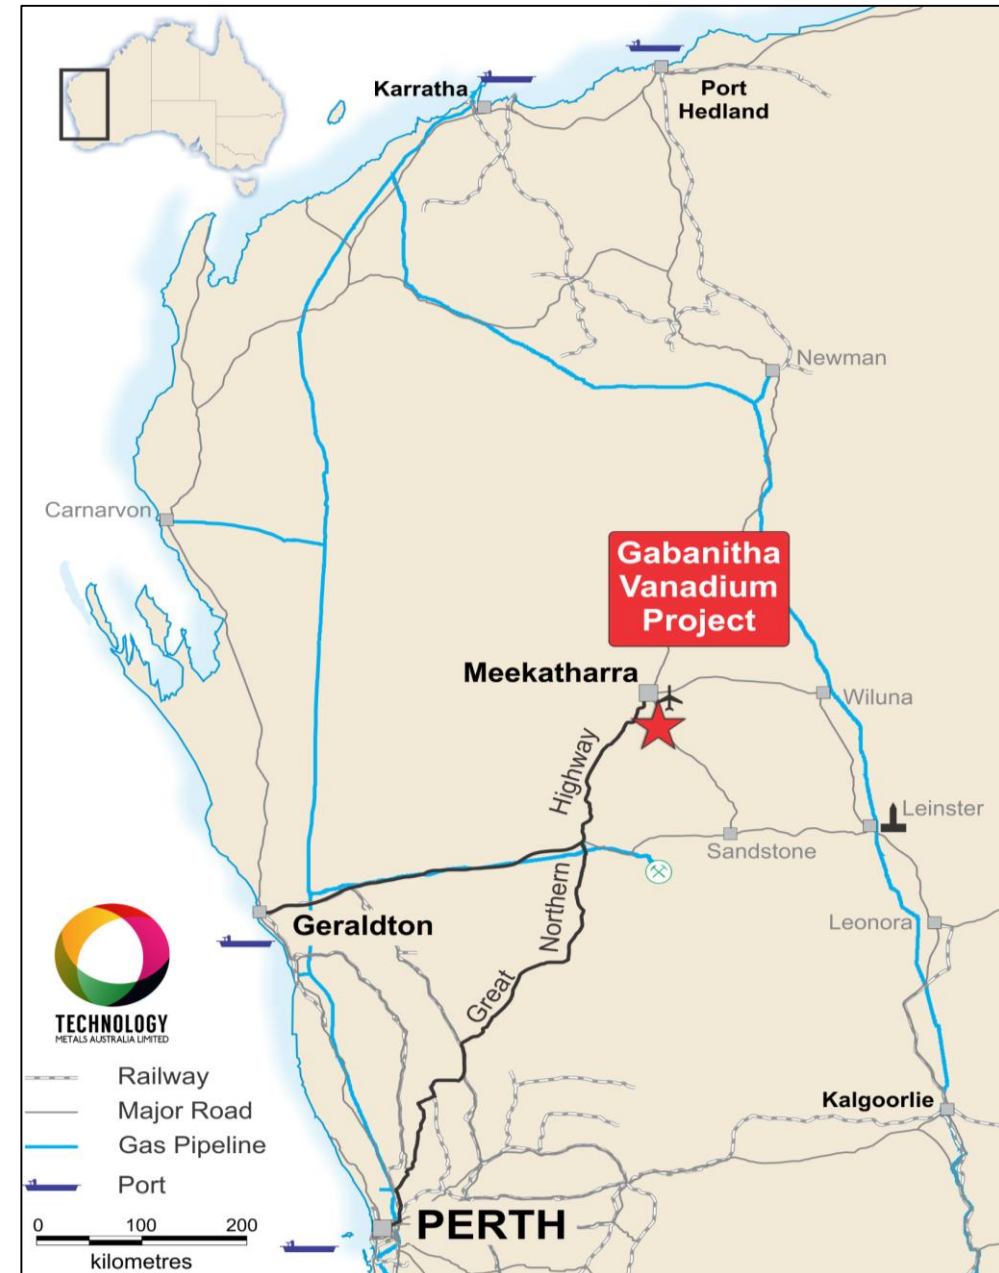 Karratha
Port
Hedland
Newman
Carnarvon
Gabanitha
Vanadium
Project
Meekatharra
Wiluna
Highway
Leinster
Sandstone
Northern
Geraldton
Leonora
Great
TECHNOLOGY
METALS AUSTRALIA LIMITED
Railway
Major Road
Kalgoorlie
Gas Pipeline
Port
PERTH
0 100 200
kilometres